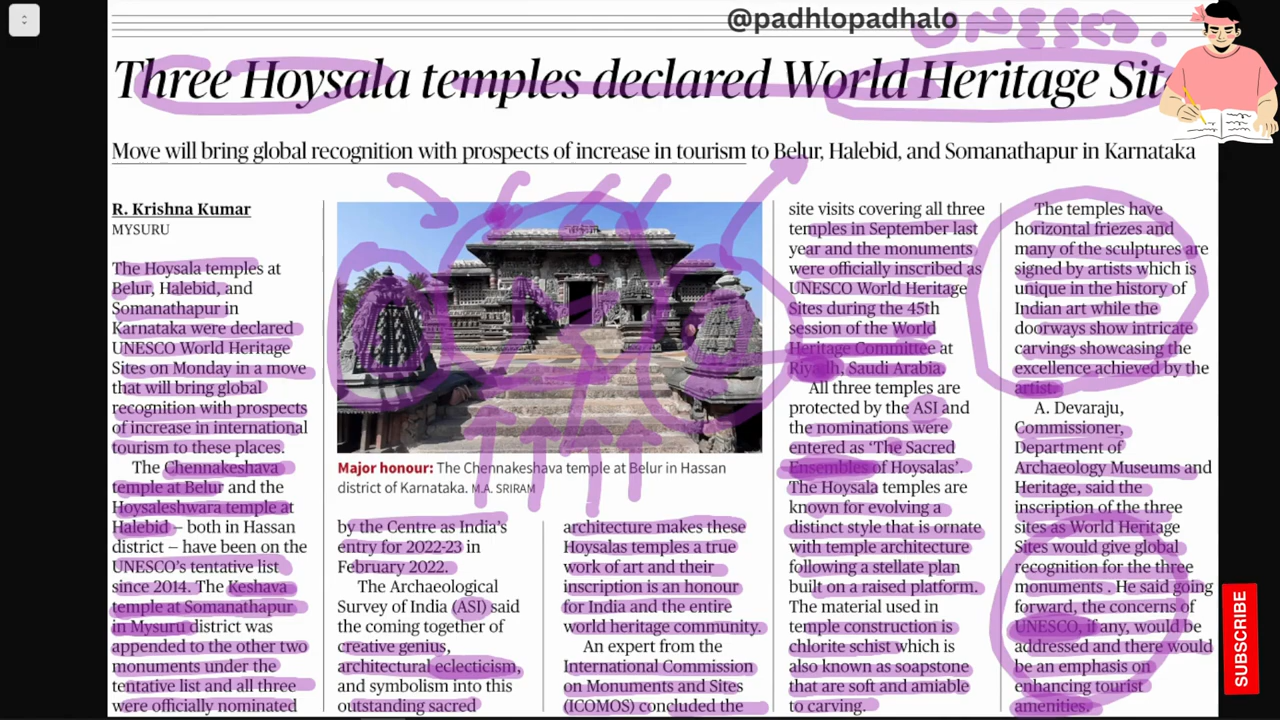 @padhlopadhalo
UNESCO.
Three Hoysala temples declared World Heritage Sit
Move will bring global recognition with prospects of increase in tourism to Belur, Halebid, and Somanathapur in Karnataka
R. Krishna Kumar
MYSURU
The Hoysala temples at
Belur, Halebid, and
Somanathapur in
Karnataka were declared
UNESCO World Heritage
Sites on Monday in a move
that will bring global
recognition with prospects
of increase in international
tourism to these places.
The Chennakeshava
temple at Belur and the
Hoysaleshwara temple at
Halebid – both in Hassan
district – have been on the
UNESCO's tentative list
since 2014. The Keshava
temple at Somanathapur
in Mysuru district was
appended to the other two
monuments under the
tentative list and all three
were officially nominated
Major honour: The Chennakeshava temple at Belur in Hassan
district of Karnataka. M.A. SRIRAM
by the Centre as India's
entry for 2022-23 in
February 2022.
The Archaeological
Survey of India (ASI) said
the coming together of
creative genius,
architectural eclecticism,
and symbolism into this
outstanding sacred
architecture makes these
Hoysalas temples a true
work of art and their
inscription is an honour
for India and the entire
world heritage community.
An expert from the
International Commission
on Monuments and Sites
(ICOMOS) concluded the
site visits covering all three
temples in September last
year and the monuments
were officially inscribed as
UNESCO World Heritage
Sites during the 45th
session of the World
Heritage Committee at
Riyadh, Saudi Arabia.
All three temples are
protected by the ASI and
the nominations were
entered as ‘The Sacred
Ensembles of Hoysalas’.
The Hoysala temples are
known for evolving a
distinct style that is ornate
with temple architecture
following a stellate plan
built on a raised platform.
The material used in
temple construction is
chlorite schist which is
also known as soapstone
that are soft and amiable
to carving.
The temples have
horizontal friezes and
many of the sculptures are
signed by artists which is
unique in the history of
Indian art while the
doorways show intricate
carvings showcasing the
excellence achieved by the
artist.
A. Devaraju,
Commissioner,
Department of
Archaeology Museums and
Heritage, said the
inscription of the three
sites as World Heritage
Sites would give global
recognition for the three
monuments . He said going
forward, the concerns of
UNESCO, if any, would be
addressed and there would
be an emphasis on
enhancing tourist
amenities.
SUBSCRIBE